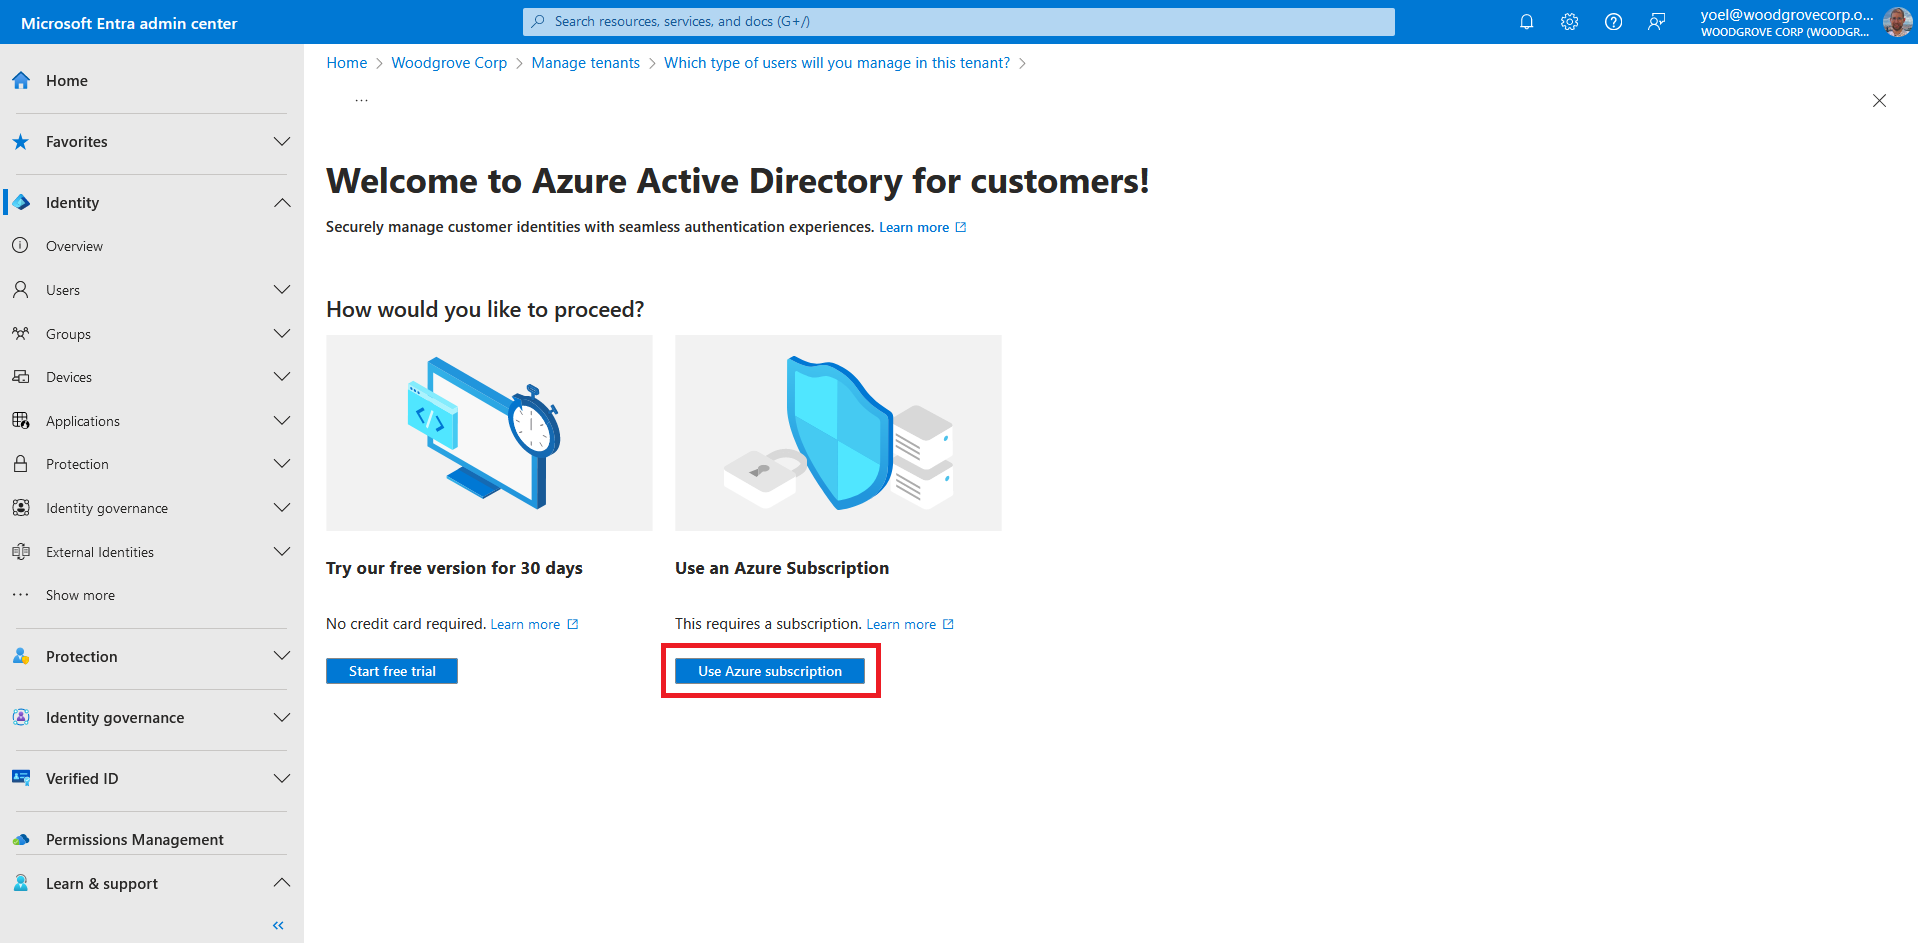 Microsoft Entra admin center
Search resources, services, and docs (G+/)
yoel@woodgrovecorp.o...
WOODGROVE CORP (WOODGR...
Home
Favorites
Identity
Overview
Users
Groups
Devices
Applications
Protection
Identity governance
External Identities
Show more
Protection
Identity governance
Verified ID
Permissions Management
Learn & support
Home > Woodgrove Corp > Manage tenants > Which type of users will you manage in this tenant? >
...
Welcome to Azure Active Directory for customers!
Securely manage customer identities with seamless authentication experiences. Learn more
How would you like to proceed?
Try our free version for 30 days
No credit card required. Learn more
Start free trial
Use an Azure Subscription
This requires a subscription. Learn more
Use Azure subscription